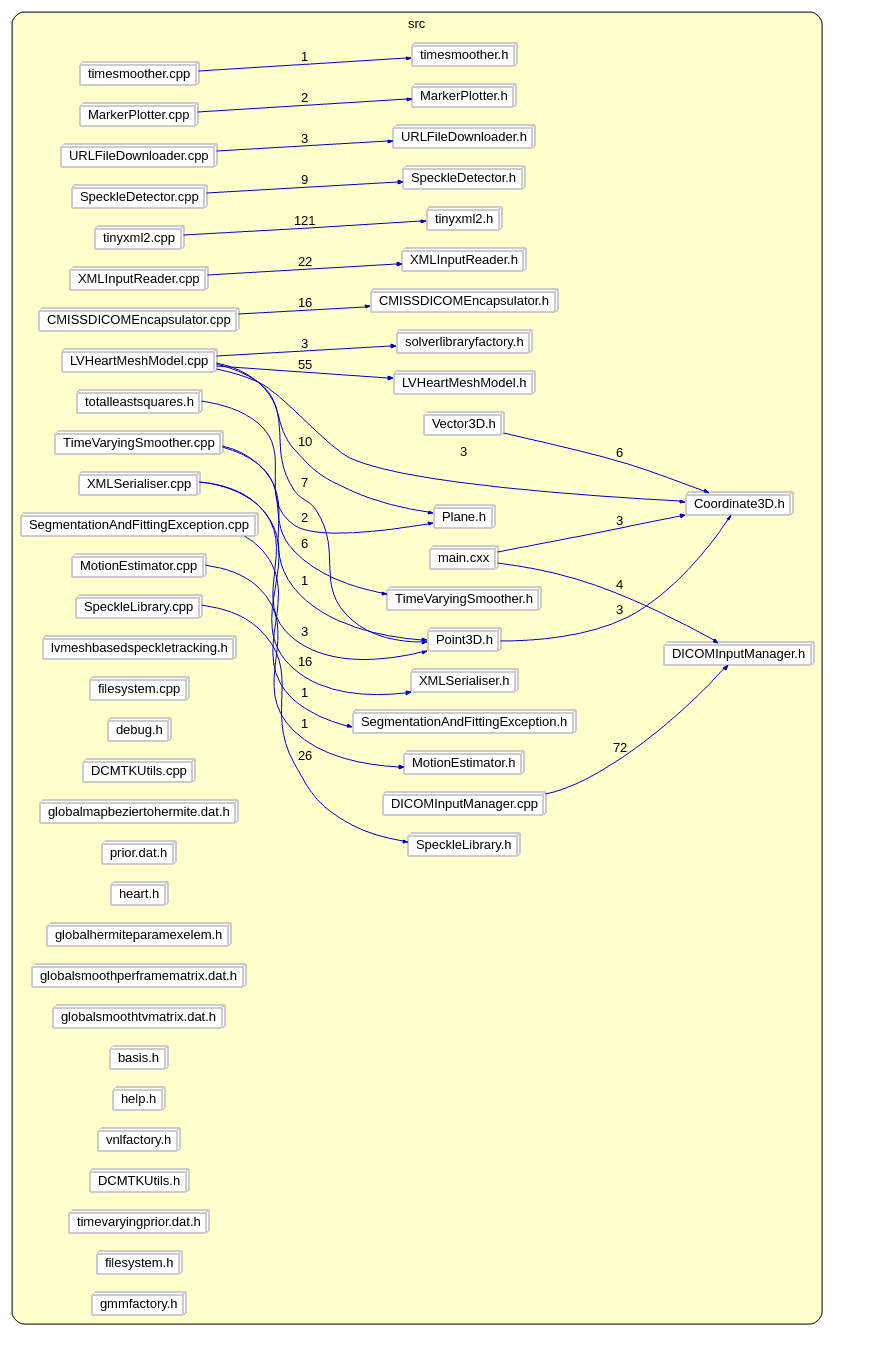 src
timesmoother.h
1
timesmoother.cpp
MarkerPlotter.h
2
MarkerPlotter.cpp
URLFileDownloader.h
3
URLFileDownloader.cpp
SpeckleDetector.h
9
SpeckleDetector.cpp
tinyxml2.h
121
tinyxml2.cpp
XMLInputReader.h
22
XMLInputReader.cpp
CMISSDICOMEncapsulator.h
16
CMISSDICOMEncapsulator.cpp
solverlibraryfactory.h
3
LVHeartMeshModel.cpp
55
LVHeartMeshModel.h
totalleastsquares.h
Vector3D.h
TimeVaryingSmoother.cpp
10
3
6
XMLSerialiser.cpp
7
Coordinate3D.h
Plane.h
2
3
SegmentationAndFittingException.cpp
6
main.cxx
MotionEstimator.cpp
1
4
TimeVaryingSmoother.h
SpeckleLibrary.cpp
3
3
Point3D.h
lvmeshbasedspeckletracking.h
DICOMInputManager.h
16
XMLSerialiser.h
filesystem.cpp
1
SegmentationAndFittingException.h
1
debug.h
72
26
MotionEstimator.h
DCMTKUtils.cpp
DICOMInputManager.cpp
globalmapbeziertohermite.dat.h
SpeckleLibrary.h
prior.dat.h
heart.h
globalhermiteparamexelem.h
globalsmoothperframematrix.dat.h
globalsmoothtvmatrix.dat.h
basis.h
help.h
vnlfactory.h
DCMTKUtils.h
timevaryingprior.dat.h
filesystem.h
gmmfactory.h